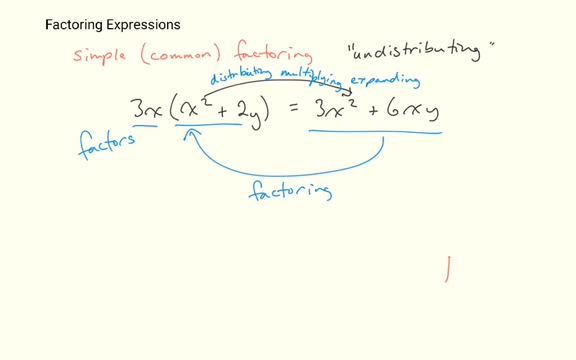 Factoring Expressions
simple (common) factoring "undistributing"
distributing multiplying expanding
3x(x² + 2y) = 3x² + 6xy
factors
factoring